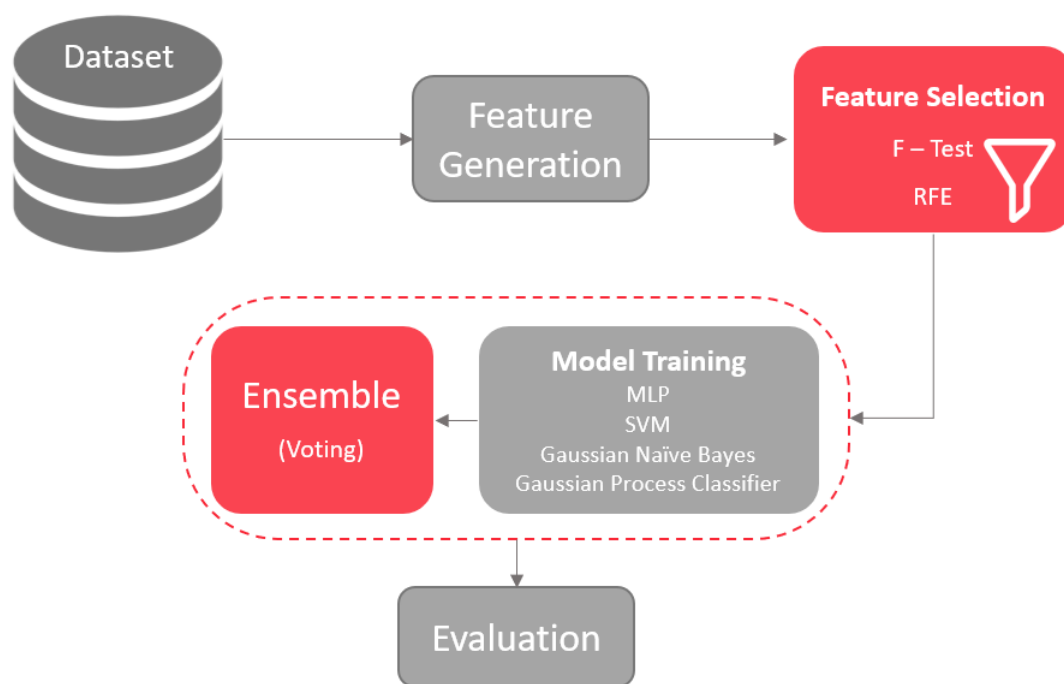 Dataset
Feature
Generation
Feature Selection
F – Test
RFE
Ensemble
(Voting)
Model Training
MLP
SVM
Gaussian Naïve Bayes
Gaussian Process Classifier
Evaluation